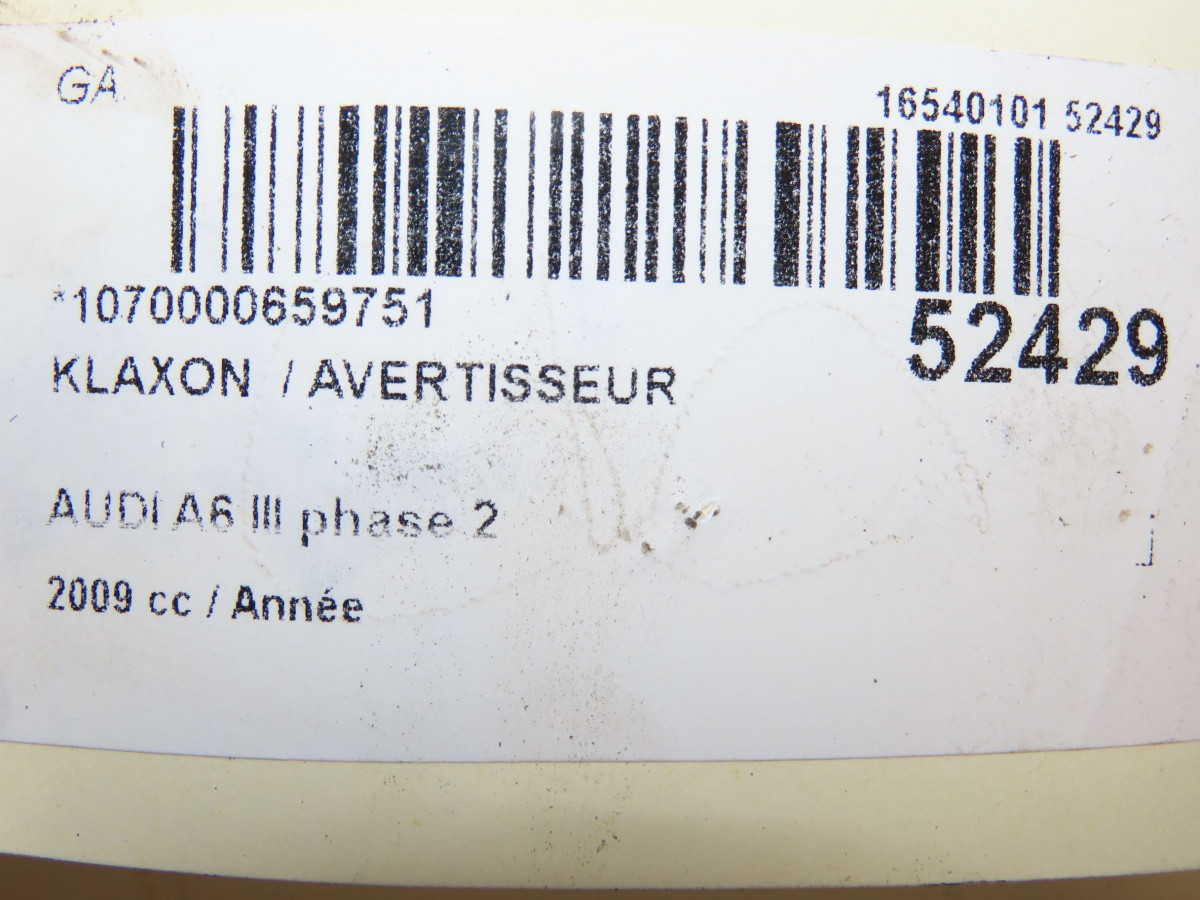 GA
16540101 52429
*1070000659751
52429
KLAXON / AVERTISSEUR
AUDI A6 III phase 2
2009 cc / Année
]